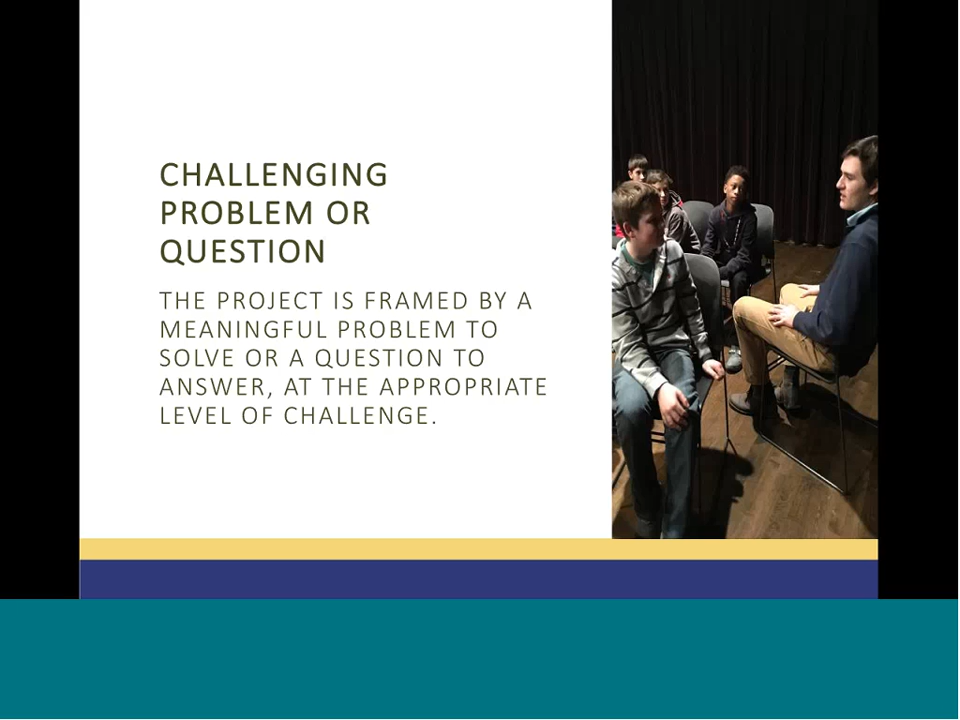 CHALLENGING
PROBLEM OR
QUESTION
THE PROJECT IS FRAMED BY A
MEANINGFUL PROBLEM TO
SOLVE OR A QUESTION TO
ANSWER, AT THE APPROPRIATE
LEVEL OF CHALLENGE.